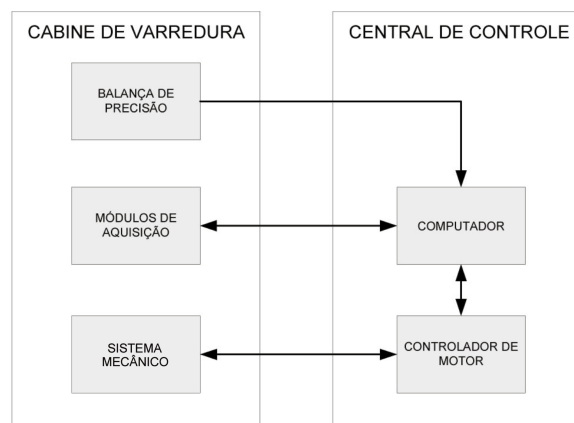 CABINE DE VARREDURA
CENTRAL DE CONTROLE
BALANÇA DE
PRECISÃO
MÓDULOS DE
AQUISIÇÃO
COMPUTADOR
SISTEMA
MECÂNICO
CONTROLADOR DE
MOTOR